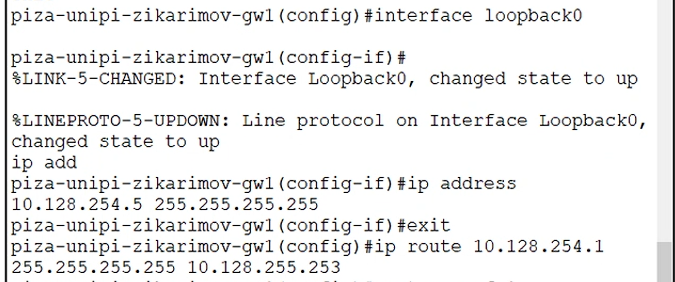 piza-unipi-zikarimov-gw1(config)#interface loopback0
piza-unipi-zikarimov-gw1(config-if)#
%LINK-5-CHANGED: Interface Loopback0, changed state to up
%LINEPROTO-5-UPDOWN: Line protocol on Interface Loopback0,
changed state to up
ip add
piza-unipi-zikarimov-gw1(config-if)#ip address
10.128.254.5 255.255.255.255
piza-unipi-zikarimov-gw1(config-if)#exit
piza-unipi-zikarimov-gw1(config)#ip route 10.128.254.1
255.255.255.255 10.128.255.253